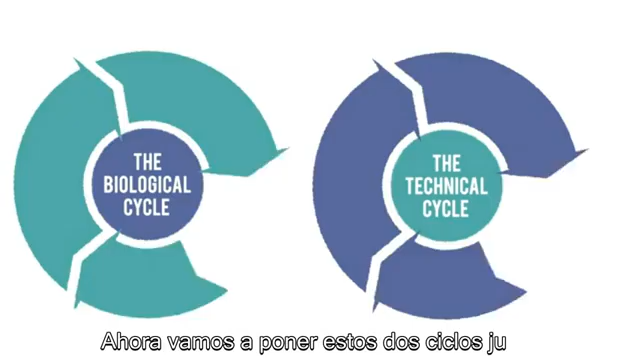 THE
BIOLOGICAL
CYCLE
THE
TECHNICAL
CYCLE
Ahora vamos a poner estos dos ciclos ju